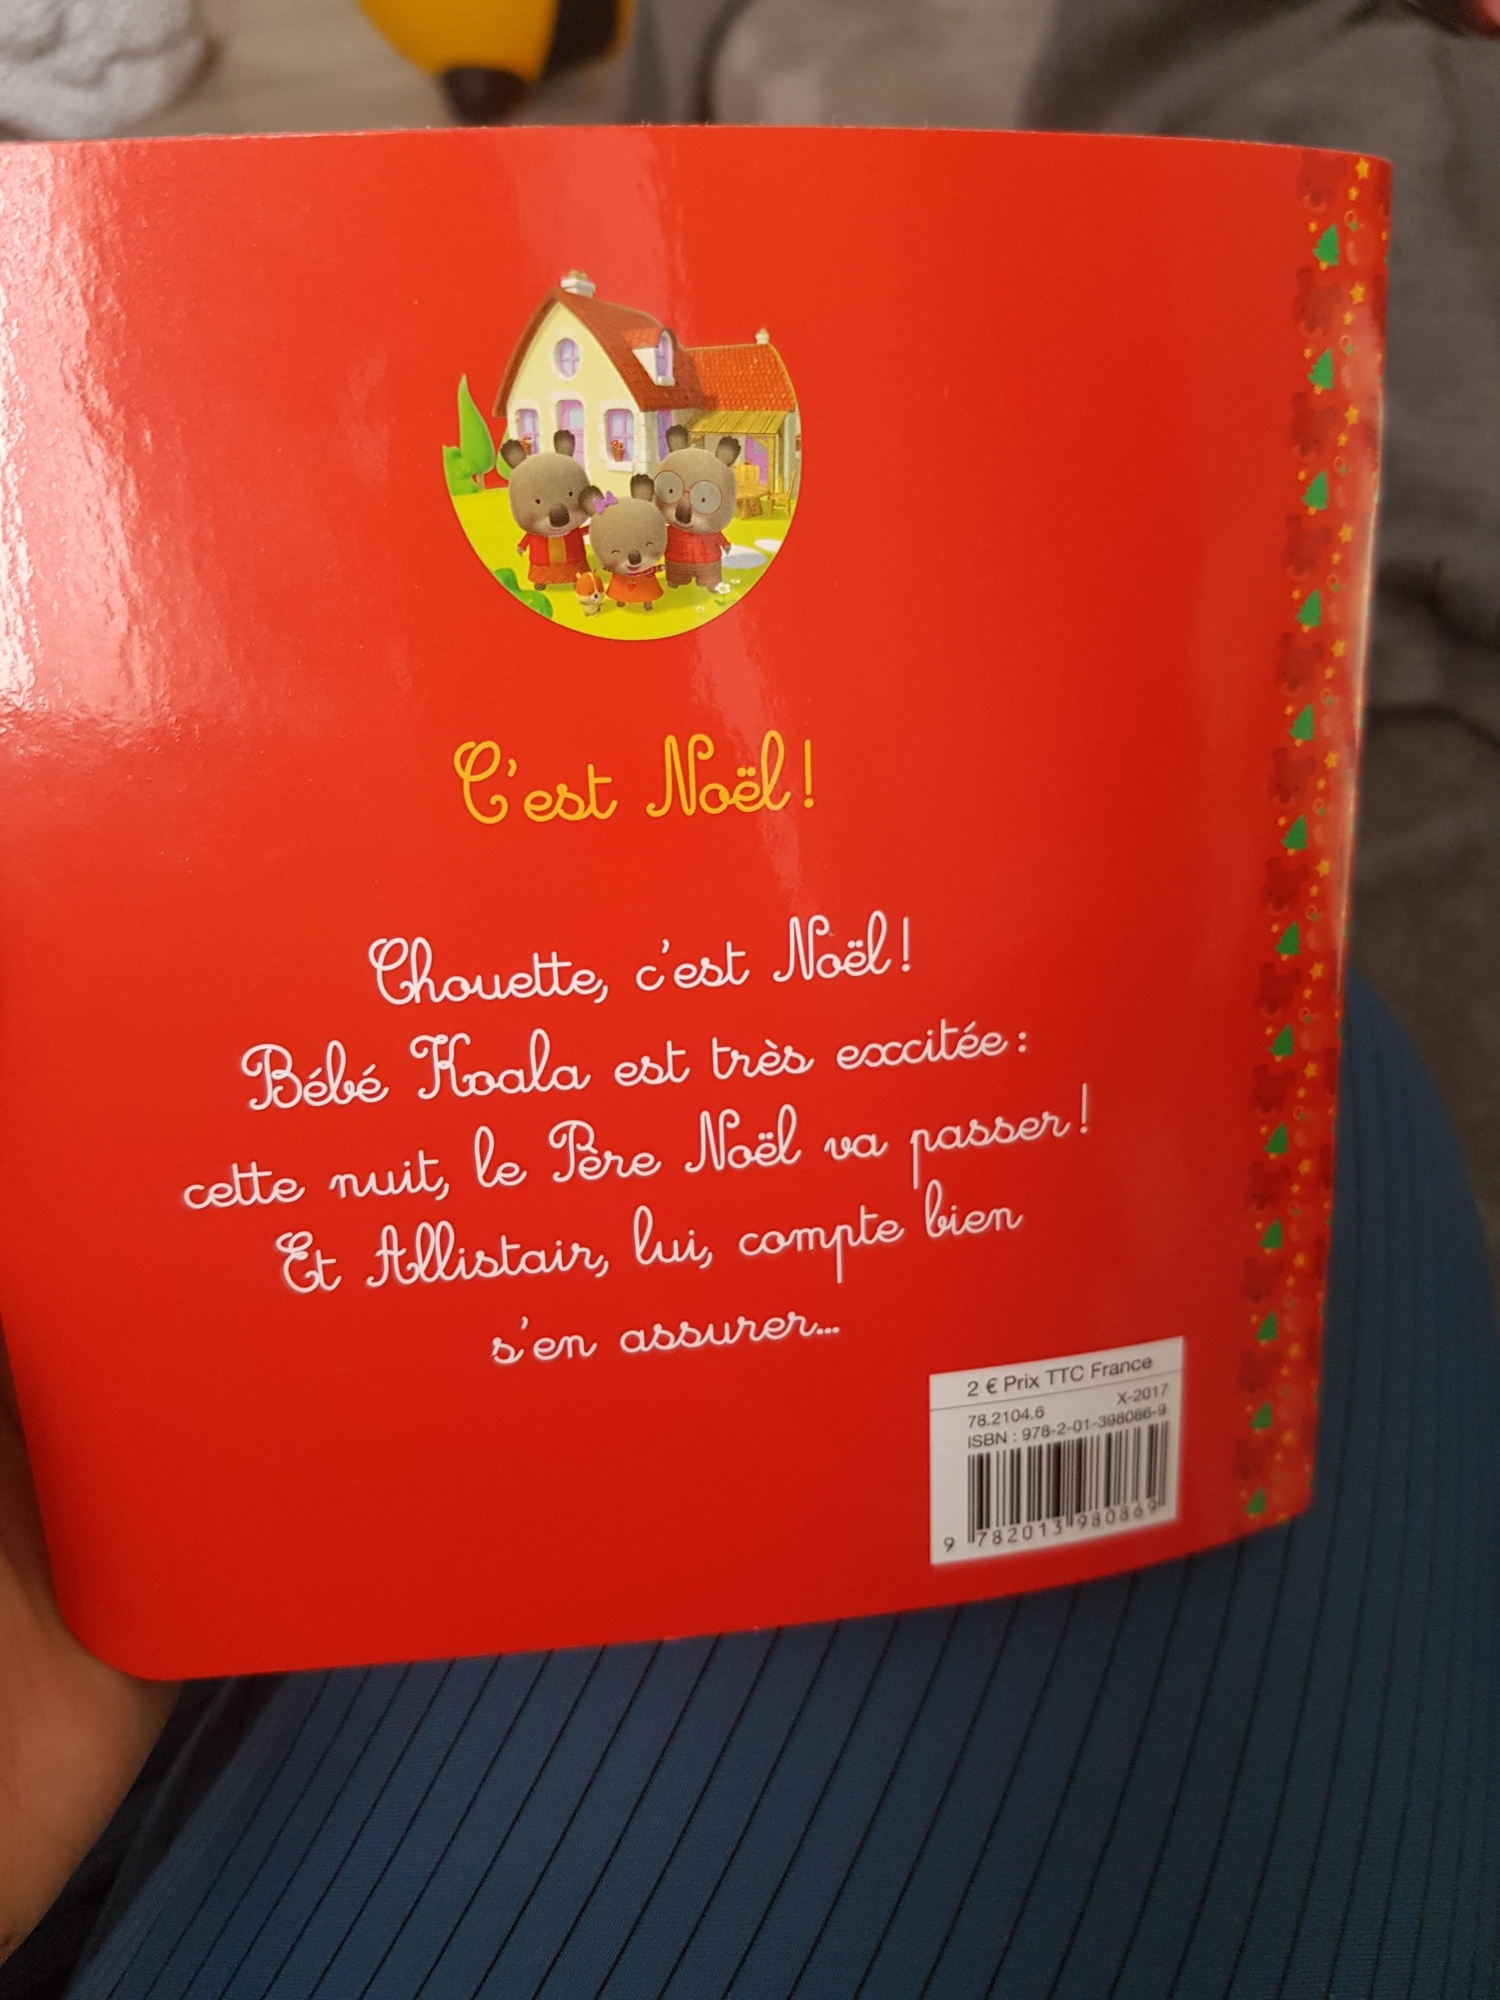 C'est Noël !
Chouette, c'est Noël !
Bébé Koala est très excitée :
cette nuit, le Père Noël va passer !
Et Allistair, lui, compte bien
s'en assurer...
2 € Prix TTC France
78.2104.6 X-2017
ISBN : 978-2-01-398086-9
9 782013 980869